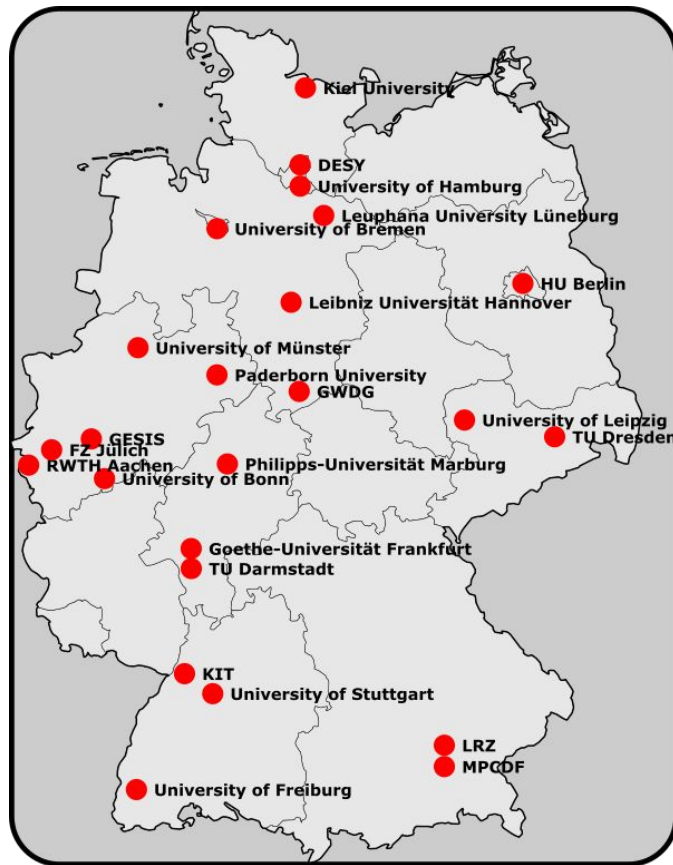 Kiel University
DESY
University of Hamburg
Leuphana University Lüneburg
University of Bremen
HU Berlin
Leibniz Universität Hannover
University of Münster
Paderborn University
GWDG
University of Leipzig
TU Dresden
GESIS
FZ Jülich
RWTH Aachen
Philipps-Universität Marburg
University of Bonn
Goethe-Universität Frankfurt
TU Darmstadt
KIT
University of Stuttgart
LRZ
MPCDF
University of Freiburg